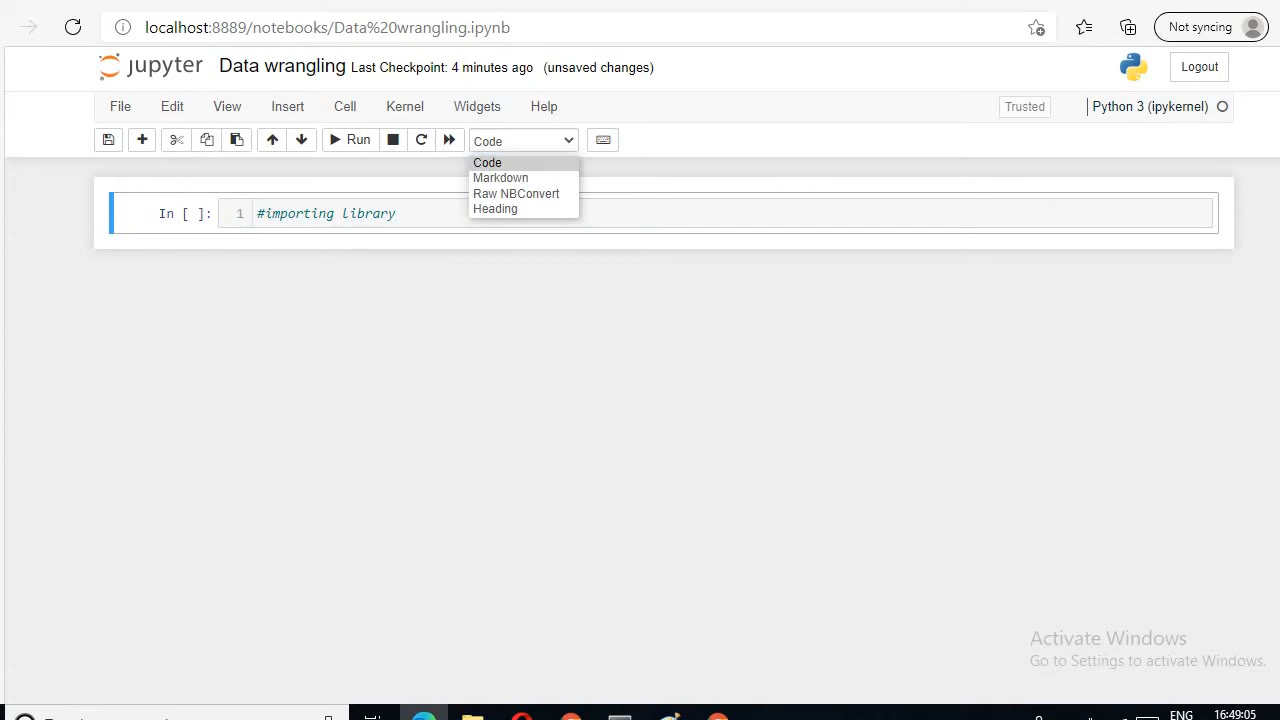 localhost:8889/notebooks/Data%20wrangling.ipynb
Not syncing
jupyter Data wrangling Last Checkpoint: 4 minutes ago (unsaved changes)
Logout
File Edit View Insert Cell Kernel Widgets Help
Trusted
Python 3 (ipykernel)
Run
Code
Code
Markdown
Raw NBConvert
Heading
In [ ]: 1 #importing library
Activate Windows
Go to Settings to activate Windows.
ENG
16:49:05